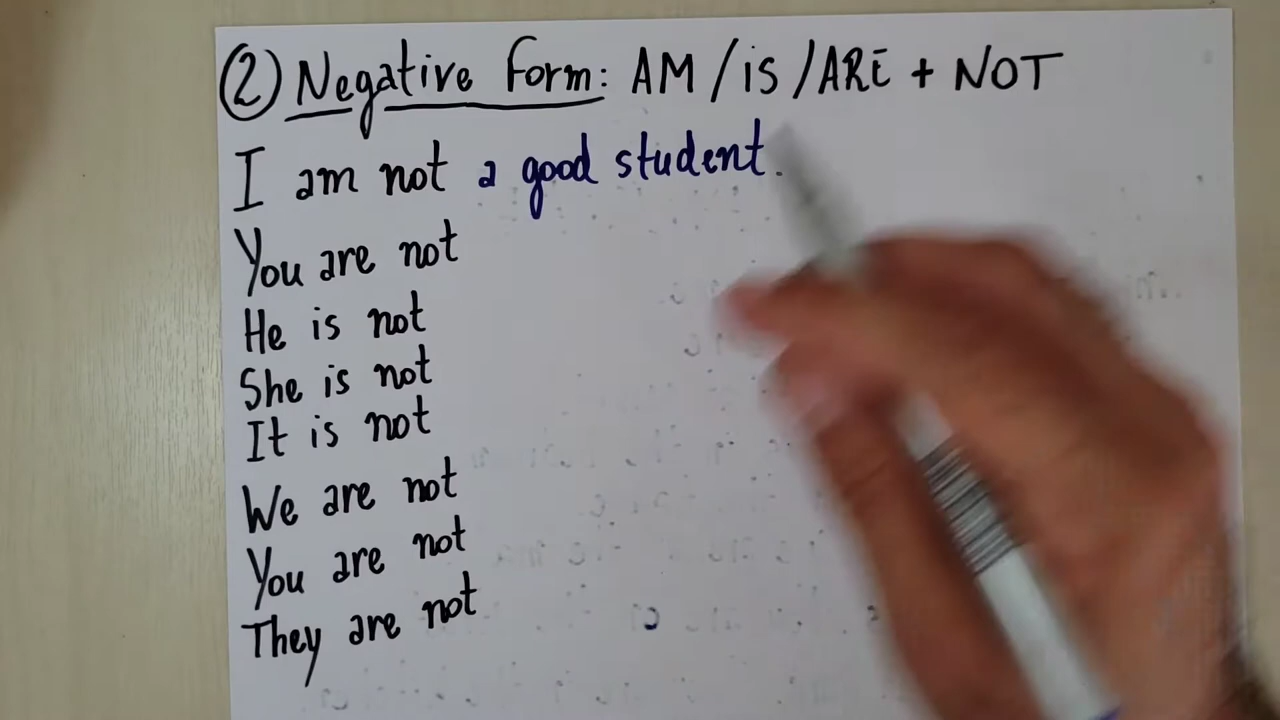 2 Negative Form: AM / iS / ARE + NOT
I am not a good student.
You are not
He is not
She is not
It is not
We are not
You are not
They are not